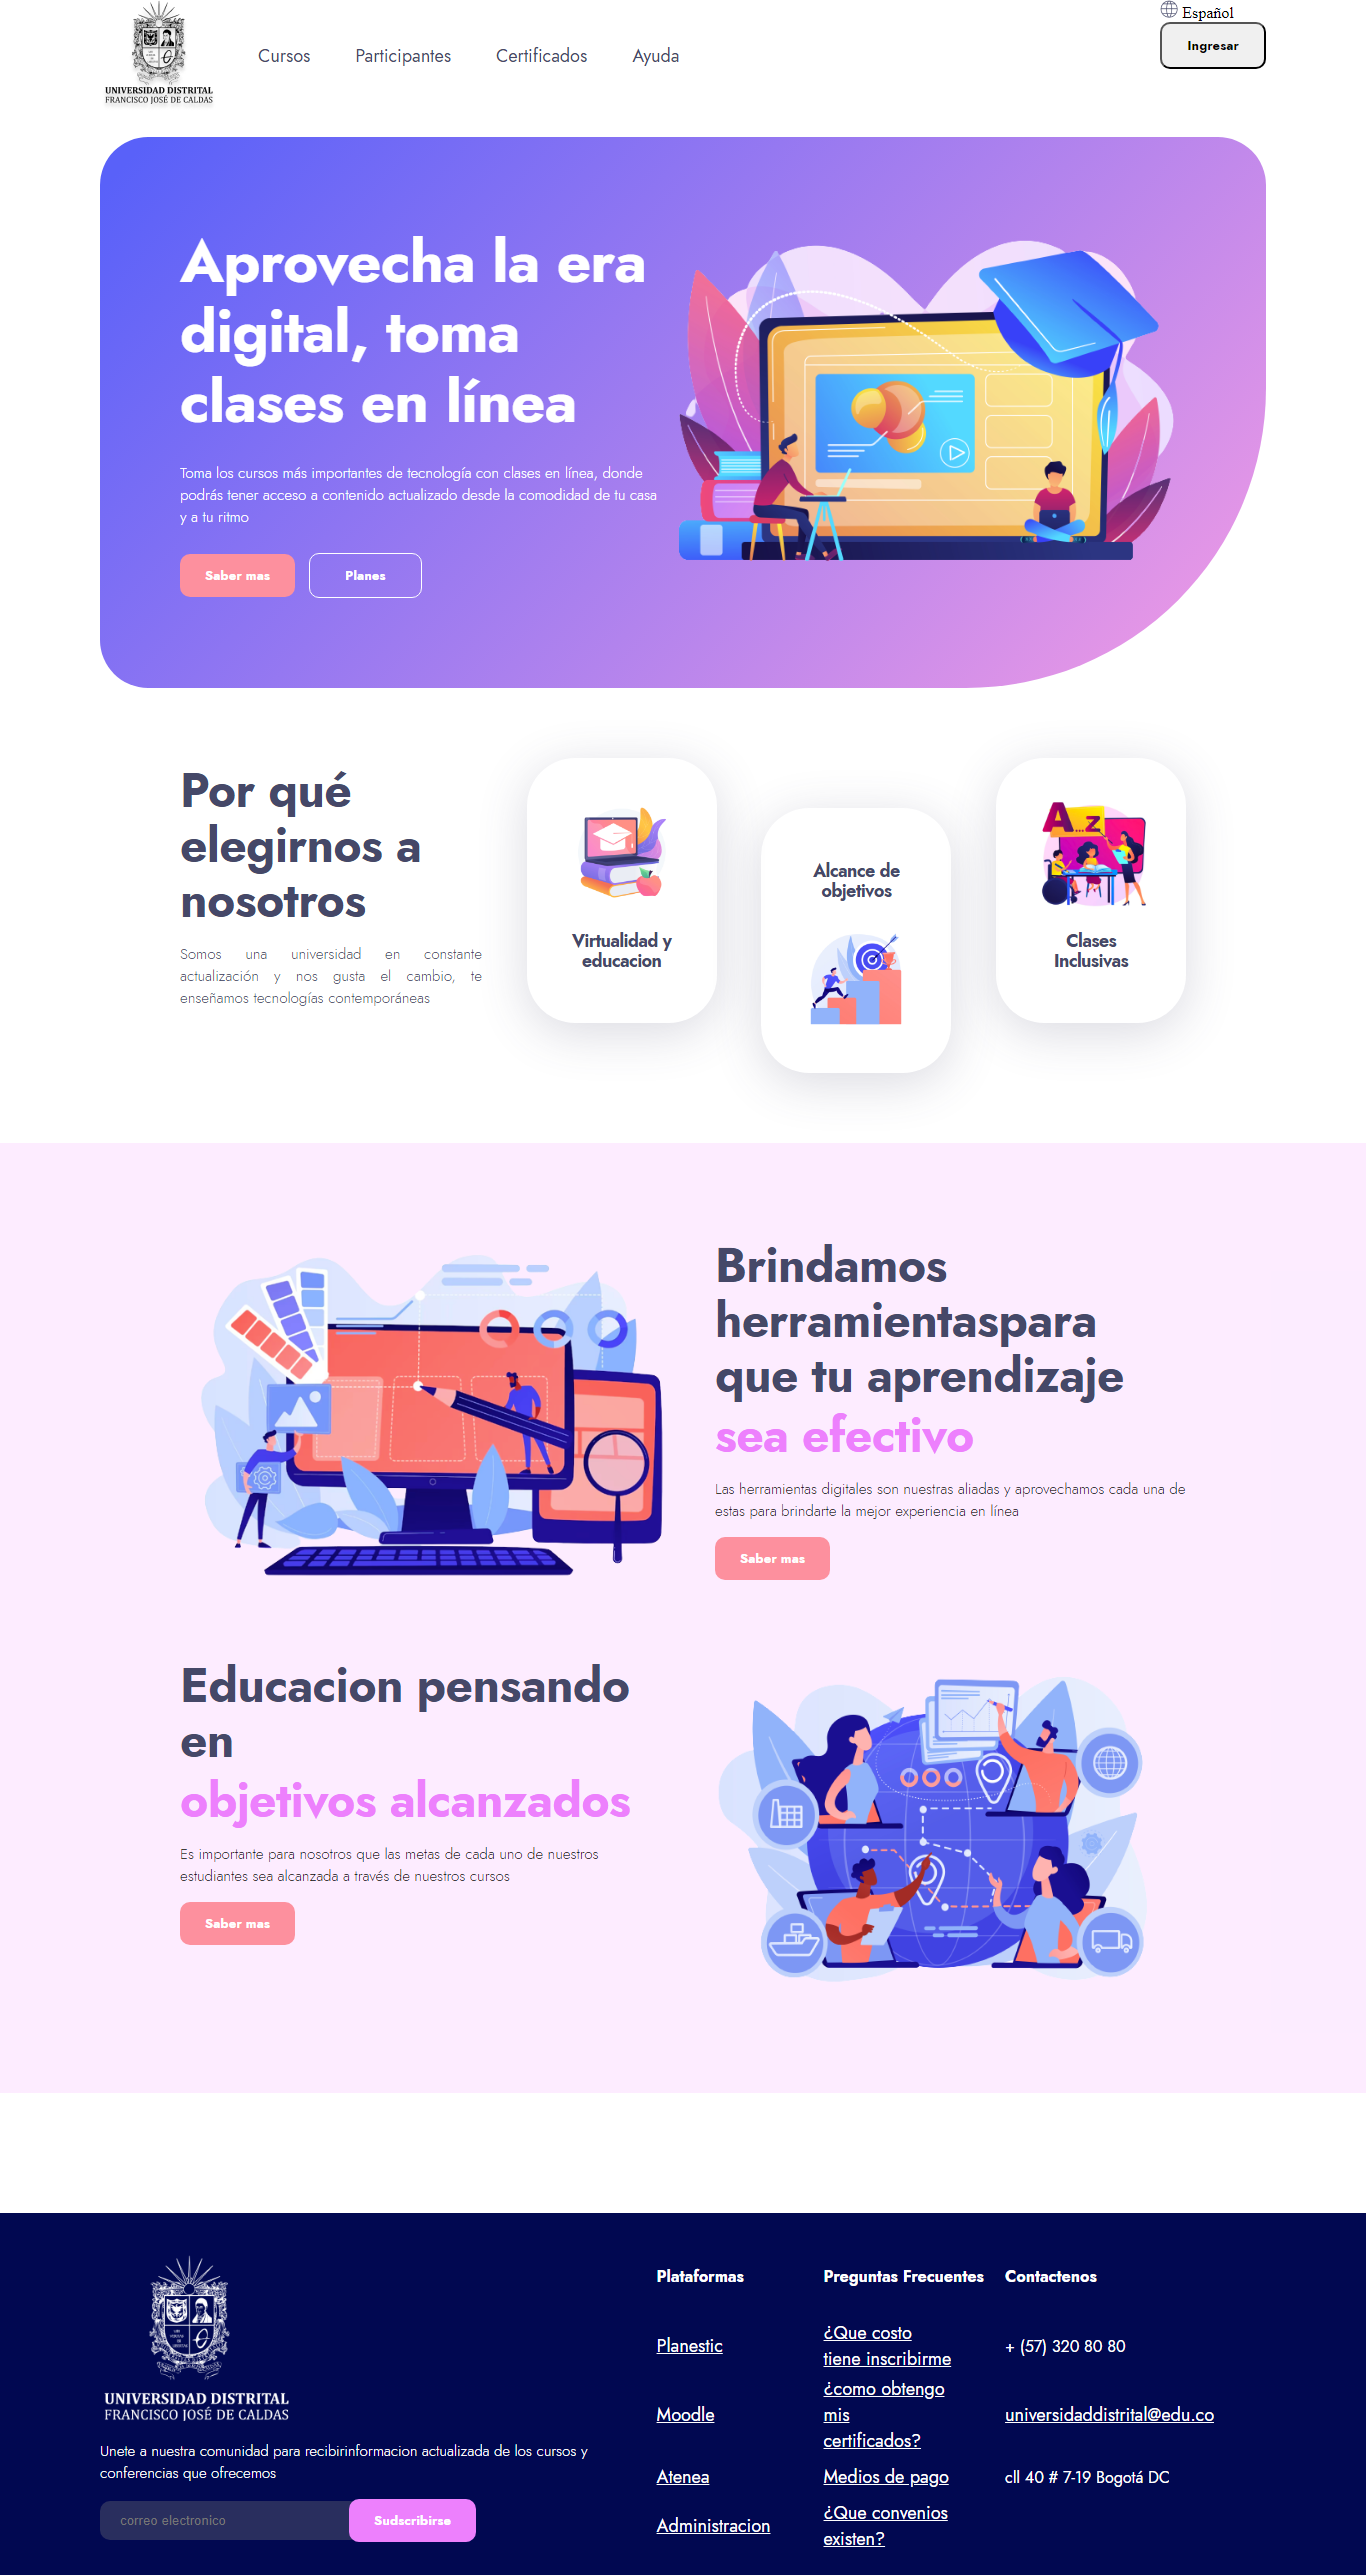 UNIVERSIDAD DISTRITAL
FRANCISCO JOSÉ DE CALDAS
Cursos
Participantes
Certificados
Ayuda
Español
Ingresar
Aprovecha la era
digital, toma
clases en línea
Toma los cursos más importantes de tecnología con clases en línea, donde
podrás tener acceso a contenido actualizado desde la comodidad de tu casa
y a tu ritmo
Saber mas
Planes
Por qué
elegirnos a
nosotros
Somos una universidad en constante
actualización y nos gusta el cambio, te
enseñamos tecnologías contemporáneas
Virtualidad y
educacion
Alcance de
objetivos
A...z
Clases
Inclusivas
Brindamos
herramientaspara
que tu aprendizaje
sea efectivo
Las herramientas digitales son nuestras aliadas y aprovechamos cada una de
estas para brindarte la mejor experiencia en línea
Saber mas
Educacion pensando
en
objetivos alcanzados
Es importante para nosotros que las metas de cada uno de nuestros
estudiantes sea alcanzada a través de nuestros cursos
Saber mas
UNIVERSIDAD DISTRITAL
FRANCISCO JOSÉ DE CALDAS
Unete a nuestra comunidad para recibirinformacion actualizada de los cursos y
conferencias que ofrecemos
correo electronico
Sudscribirse
Plataformas
Planestic
Moodle
Atenea
Administracion
Preguntas Frecuentes
¿Que costo
tiene inscribirme
¿como obtengo
mis
certificados?
Medios de pago
¿Que convenios
existen?
Contactenos
+ (57) 320 80 80
universidaddistrital@edu.co
cll 40 # 7-19 Bogotá DC